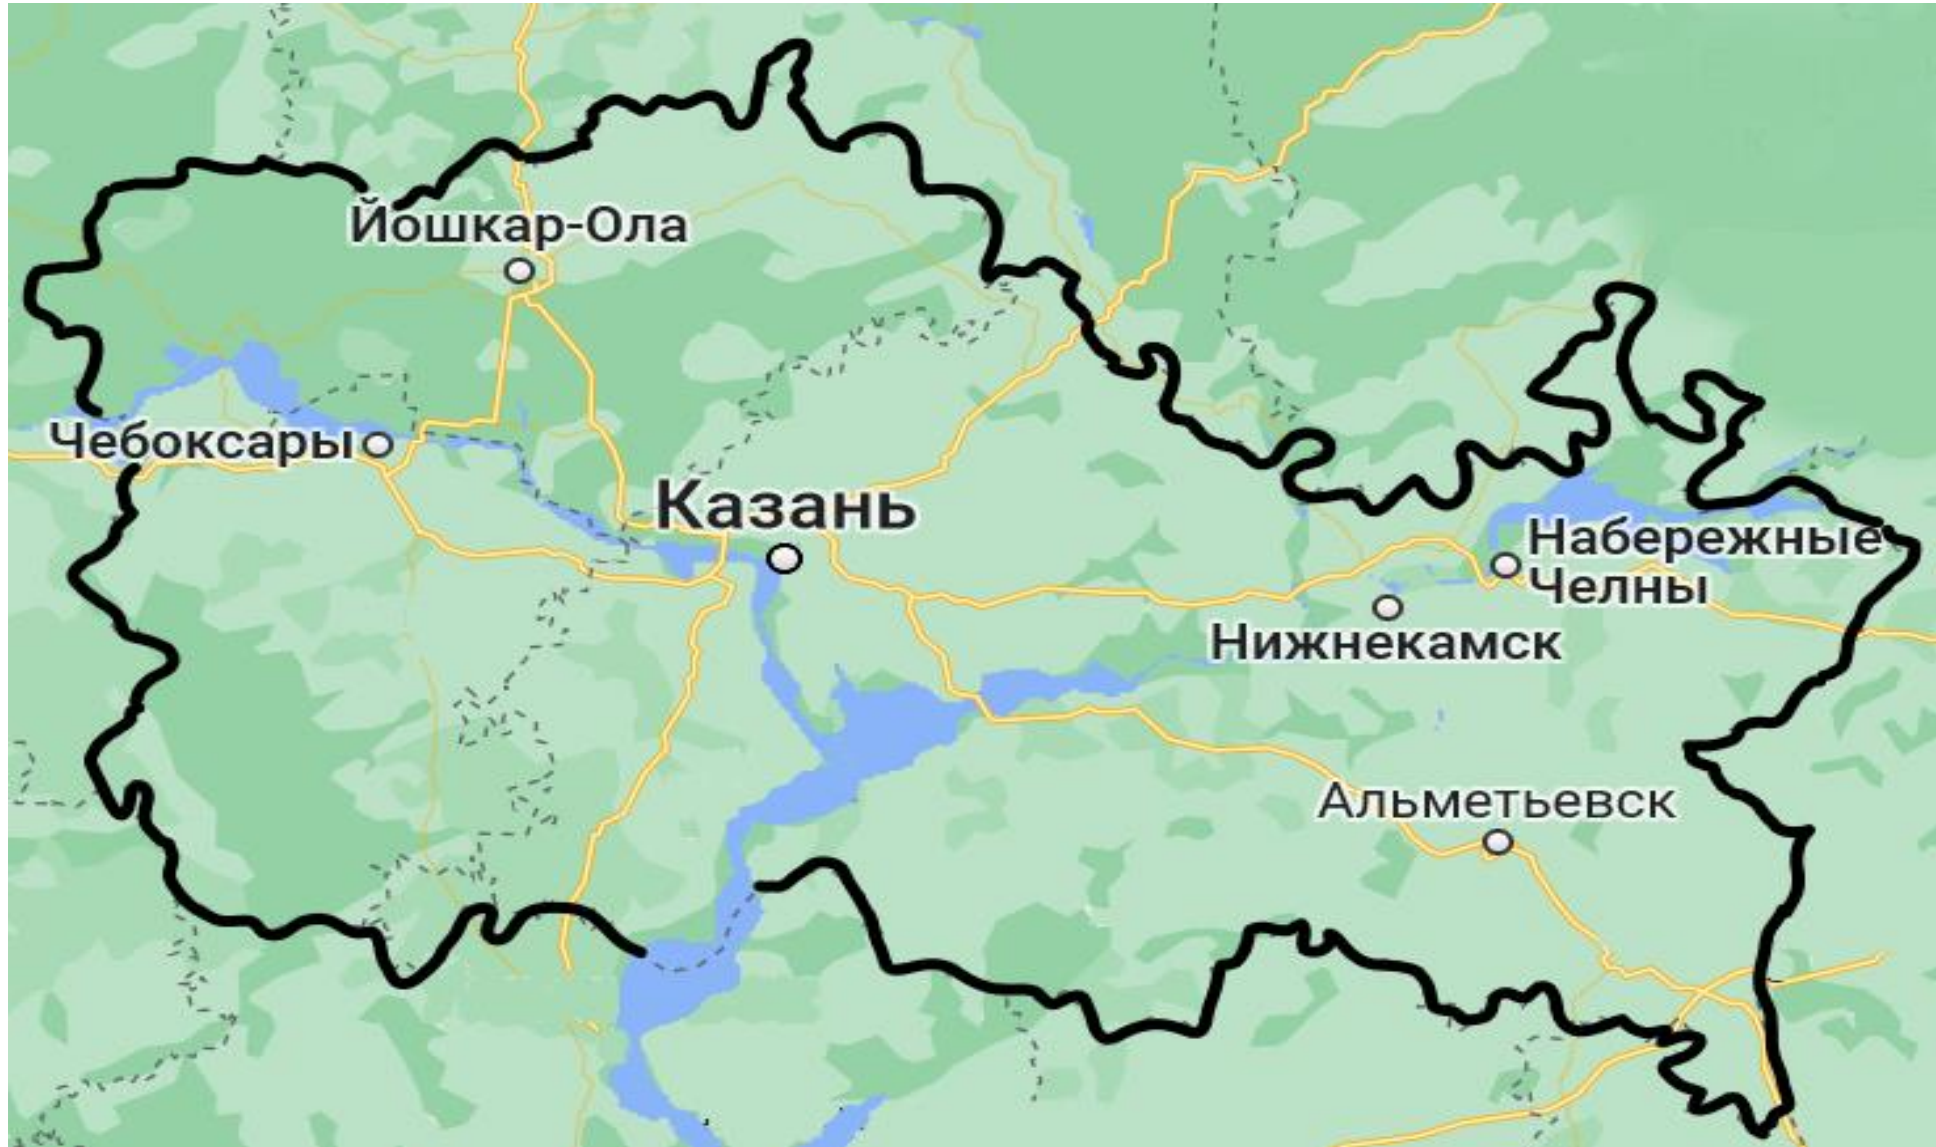 Йошкар-Ола
Чебоксары
Казань
Набережные
Челны
Нижнекамск
Альметьевск